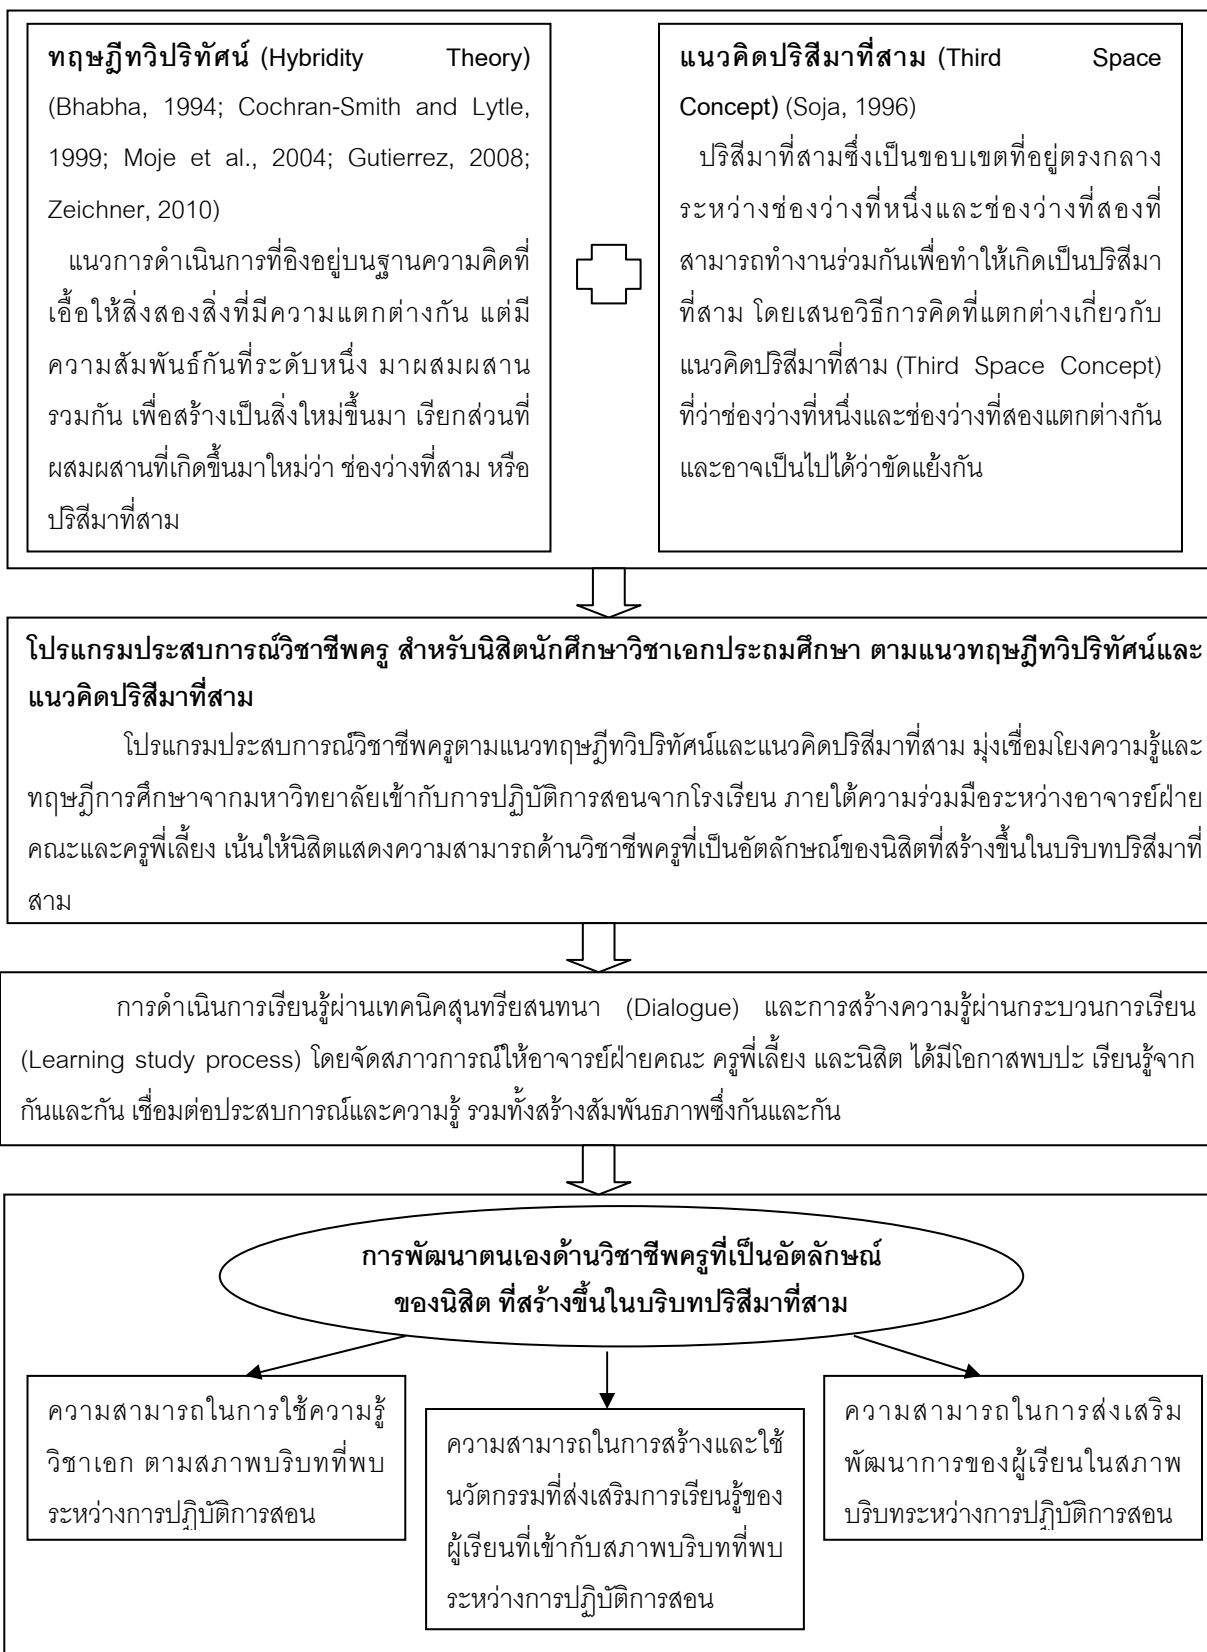 ทฤษฎีทวิปริทัศน์ (Hybridity Theory)
(Bhabha, 1994; Cochran-Smith and Lytle,
1999; Moje et al., 2004; Gutierrez, 2008;
Zeichner, 2010)
แนวการดำเนินการที่อิงอยู่บนฐานความคิดที่
เอื้อให้สิ่งสองสิ่งที่มีความแตกต่างกัน แต่มี
ความสัมพันธ์กันที่ระดับหนึ่ง มาผสมผสาน
รวมกัน เพื่อสร้างเป็นสิ่งใหม่ขึ้นมา เรียกส่วนที่
ผสมผสานที่เกิดขึ้นมาใหม่ว่า ช่องว่างที่สาม หรือ
ปริสีมาที่สาม
แนวคิดปริสีมาที่สาม (Third Space
Concept) (Soja, 1996)
ปริสีมาที่สามซึ่งเป็นขอบเขตที่อยู่ตรงกลาง
ระหว่างช่องว่างที่หนึ่งและช่องว่างที่สองที่
สามารถทำงานร่วมกันเพื่อทำให้เกิดเป็นปริสีมา
ที่สาม โดยเสนอวิธีการคิดที่แตกต่างเกี่ยวกับ
แนวคิดปริสีมาที่สาม (Third Space Concept)
ที่ว่าช่องว่างที่หนึ่งและช่องว่างที่สองแตกต่างกัน
และอาจเป็นไปได้ว่าขัดแย้งกัน
โปรแกรมประสบการณ์วิชาชีพครู สำหรับนิสิตนักศึกษาวิชาเอกประถมศึกษา ตามแนวทฤษฎีทวิปริทัศน์และ
แนวคิดปริสีมาที่สาม
โปรแกรมประสบการณ์วิชาชีพครูตามแนวทฤษฎีทวิปริทัศน์และแนวคิดปริสีมาที่สาม มุ่งเชื่อมโยงความรู้และ
ทฤษฎีการศึกษาจากมหาวิทยาลัยเข้ากับการปฏิบัติการสอนจากโรงเรียน ภายใต้ความร่วมมือระหว่างอาจารย์ฝ่าย
คณะและครูพี่เลี้ยง เน้นให้นิสิตแสดงความสามารถด้านวิชาชีพครูที่เป็นอัตลักษณ์ของนิสิตที่สร้างขึ้นในบริบทปริสีมาที่
สาม
การดำเนินการเรียนรู้ผ่านเทคนิคสุนทรียสนทนา (Dialogue) และการสร้างความรู้ผ่านกระบวนการเรียน
(Learning study process) โดยจัดสภาวการณ์ให้อาจารย์ฝ่ายคณะ ครูพี่เลี้ยง และนิสิต ได้มีโอกาสพบปะ เรียนรู้จาก
กันและกัน เชื่อมต่อประสบการณ์และความรู้ รวมทั้งสร้างสัมพันธภาพซึ่งกันและกัน
การพัฒนาตนเองด้านวิชาชีพครูที่เป็นอัตลักษณ์
ของนิสิต ที่สร้างขึ้นในบริบทปริสีมาที่สาม
ความสามารถในการใช้ความรู้
วิชาเอก ตามสภาพบริบทที่พบ
ระหว่างการปฏิบัติการสอน
ความสามารถในการสร้างและใช้
นวัตกรรมที่ส่งเสริมการเรียนรู้ของ
ผู้เรียนที่เข้ากับสภาพบริบทที่พบ
ระหว่างการปฏิบัติการสอน
ความสามารถในการส่งเสริม
พัฒนาการของผู้เรียนในสภาพ
บริบทระหว่างการปฏิบัติการสอน